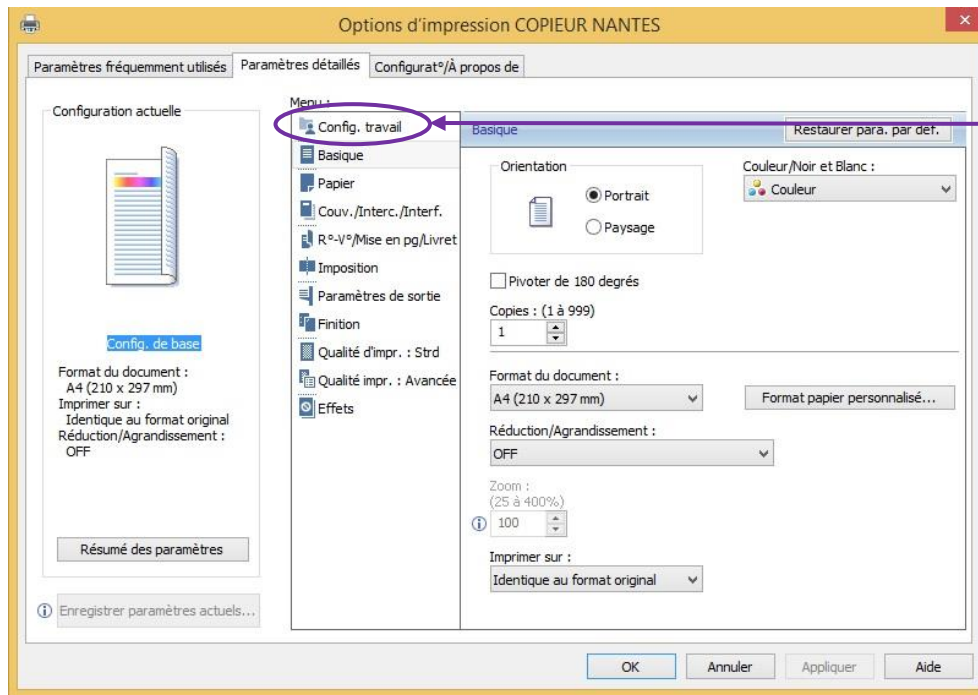 Options d'impression COPIEUR NANTES
Paramètres fréquemment utilisés
Paramètres détaillés
Configurat°/À propos de
Configuration actuelle
Config. de base
Format du document :
A4 (210 x 297 mm)
Imprimer sur :
Identique au format original
Réduction/Agrandissement :
OFF
Résumé des paramètres
Enregistrer paramètres actuels...
Menu :
Config. travail
Basique
Papier
Couv./Interc./Interf.
R°-V°/Mise en pg/Livret
Imposition
Paramètres de sortie
Finition
Qualité d'impr. : Strd
Qualité impr. : Avancée
Effets
Basique
Restaurer para. par déf.
Orientation
Portrait
Paysage
Couleur/Noir et Blanc :
Couleur
Pivoter de 180 degrés
Copies : (1 à 999)
1
Format du document :
A4 (210 x 297 mm)
Format papier personnalisé...
Réduction/Agrandissement :
OFF
Zoom :
(25 à 400%)
100
Imprimer sur :
Identique au format original
OK
Annuler
Appliquer
Aide